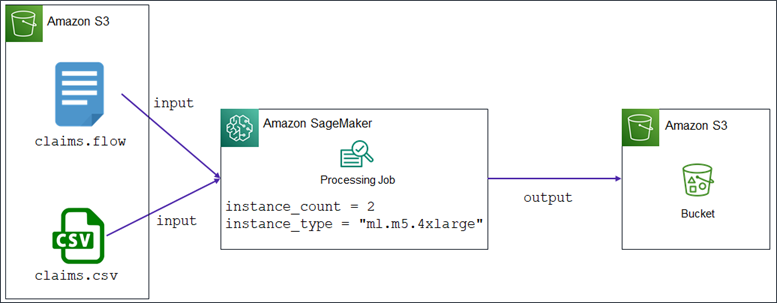 Amazon S3
claims.flow
CSV
claims.csv
input
input
Amazon SageMaker
Processing Job
instance_count = 2
instance_type = "ml.m5.4xlarge"
output
Amazon S3
Bucket